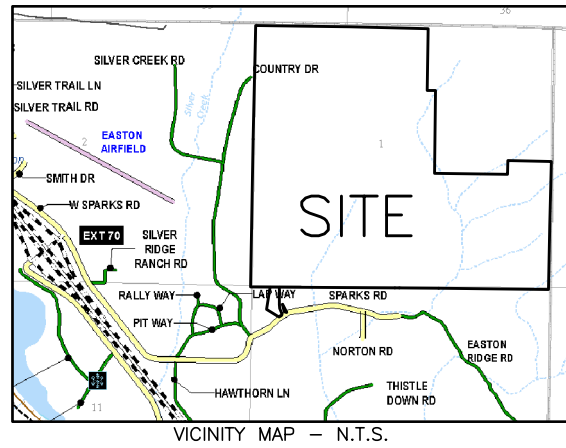 36
SILVER CREEK RD
COUNTRY DR
SILVER TRAIL LN
SILVER TRAIL RD
Silver
Creek
EASTON
AIRFIELD
2
1
SMITH DR
W SPARKS RD
SITE
EXT 70
SILVER
RIDGE
RANCH RD
RALLY WAY
LAP WAY
SPARKS RD
PIT WAY
NORTON RD
EASTON
RIDGE RD
HAWTHORN LN
THISTLE
DOWN RD
11
VICINITY MAP – N.T.S.